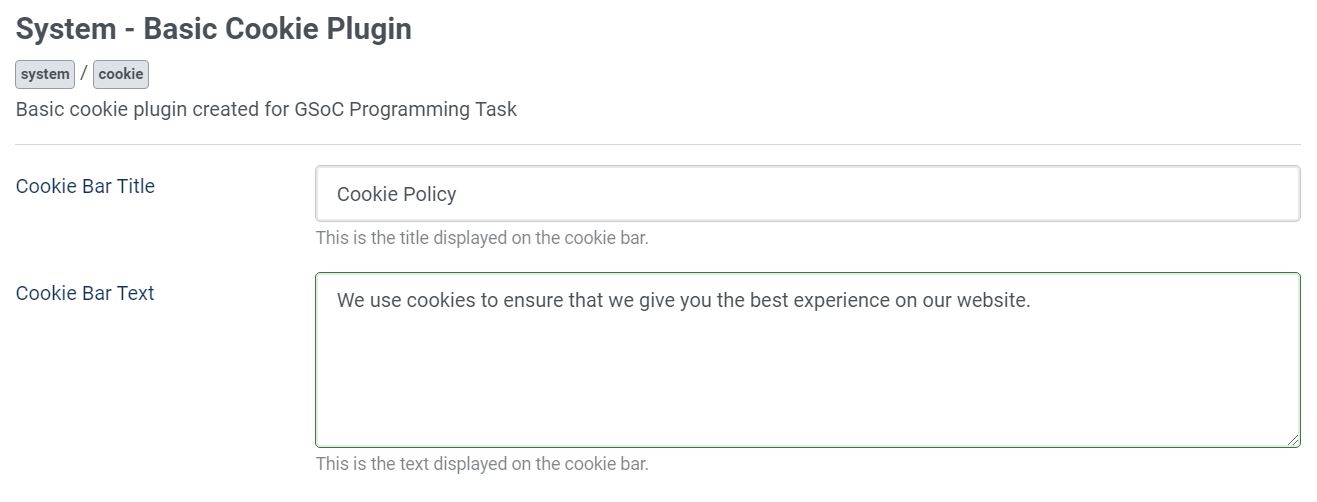 System - Basic Cookie Plugin
system / cookie
Basic cookie plugin created for GSoC Programming Task
Cookie Bar Title
Cookie Policy
This is the title displayed on the cookie bar.
Cookie Bar Text
We use cookies to ensure that we give you the best experience on our website.
This is the text displayed on the cookie bar.